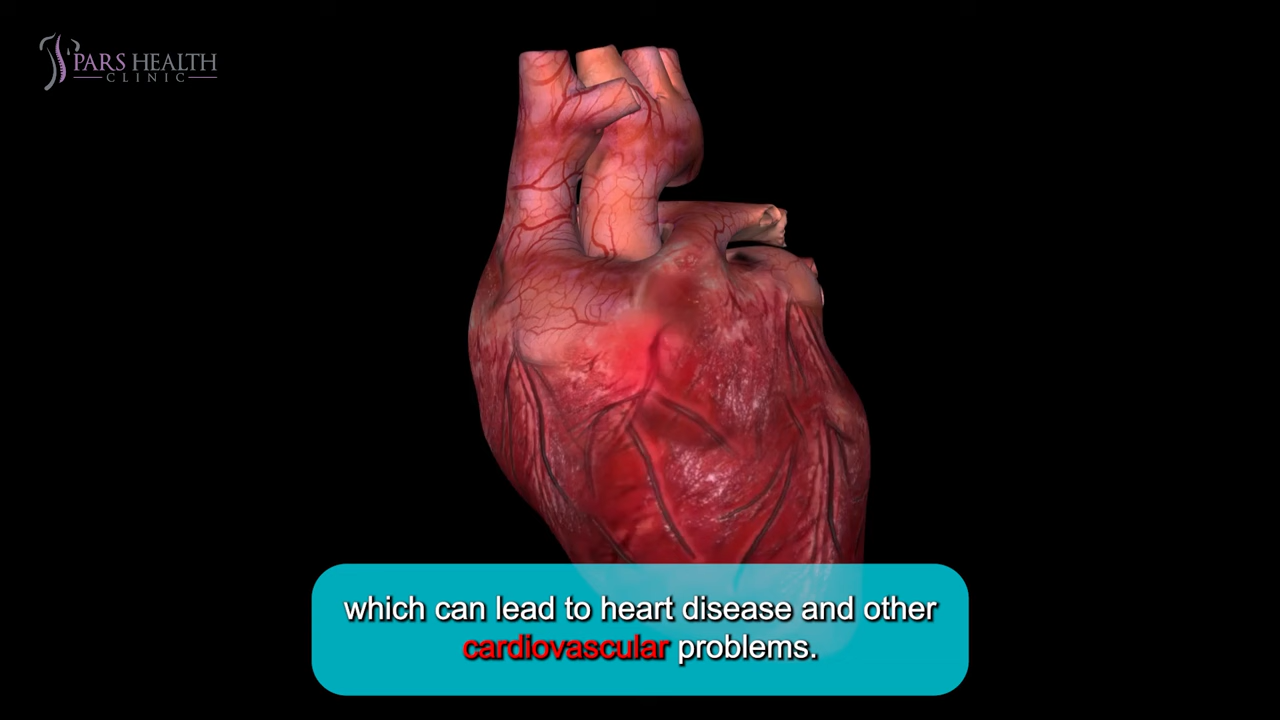 PARS HEALTH
CLINIC
which can lead to heart disease and other
cardiovascular problems.